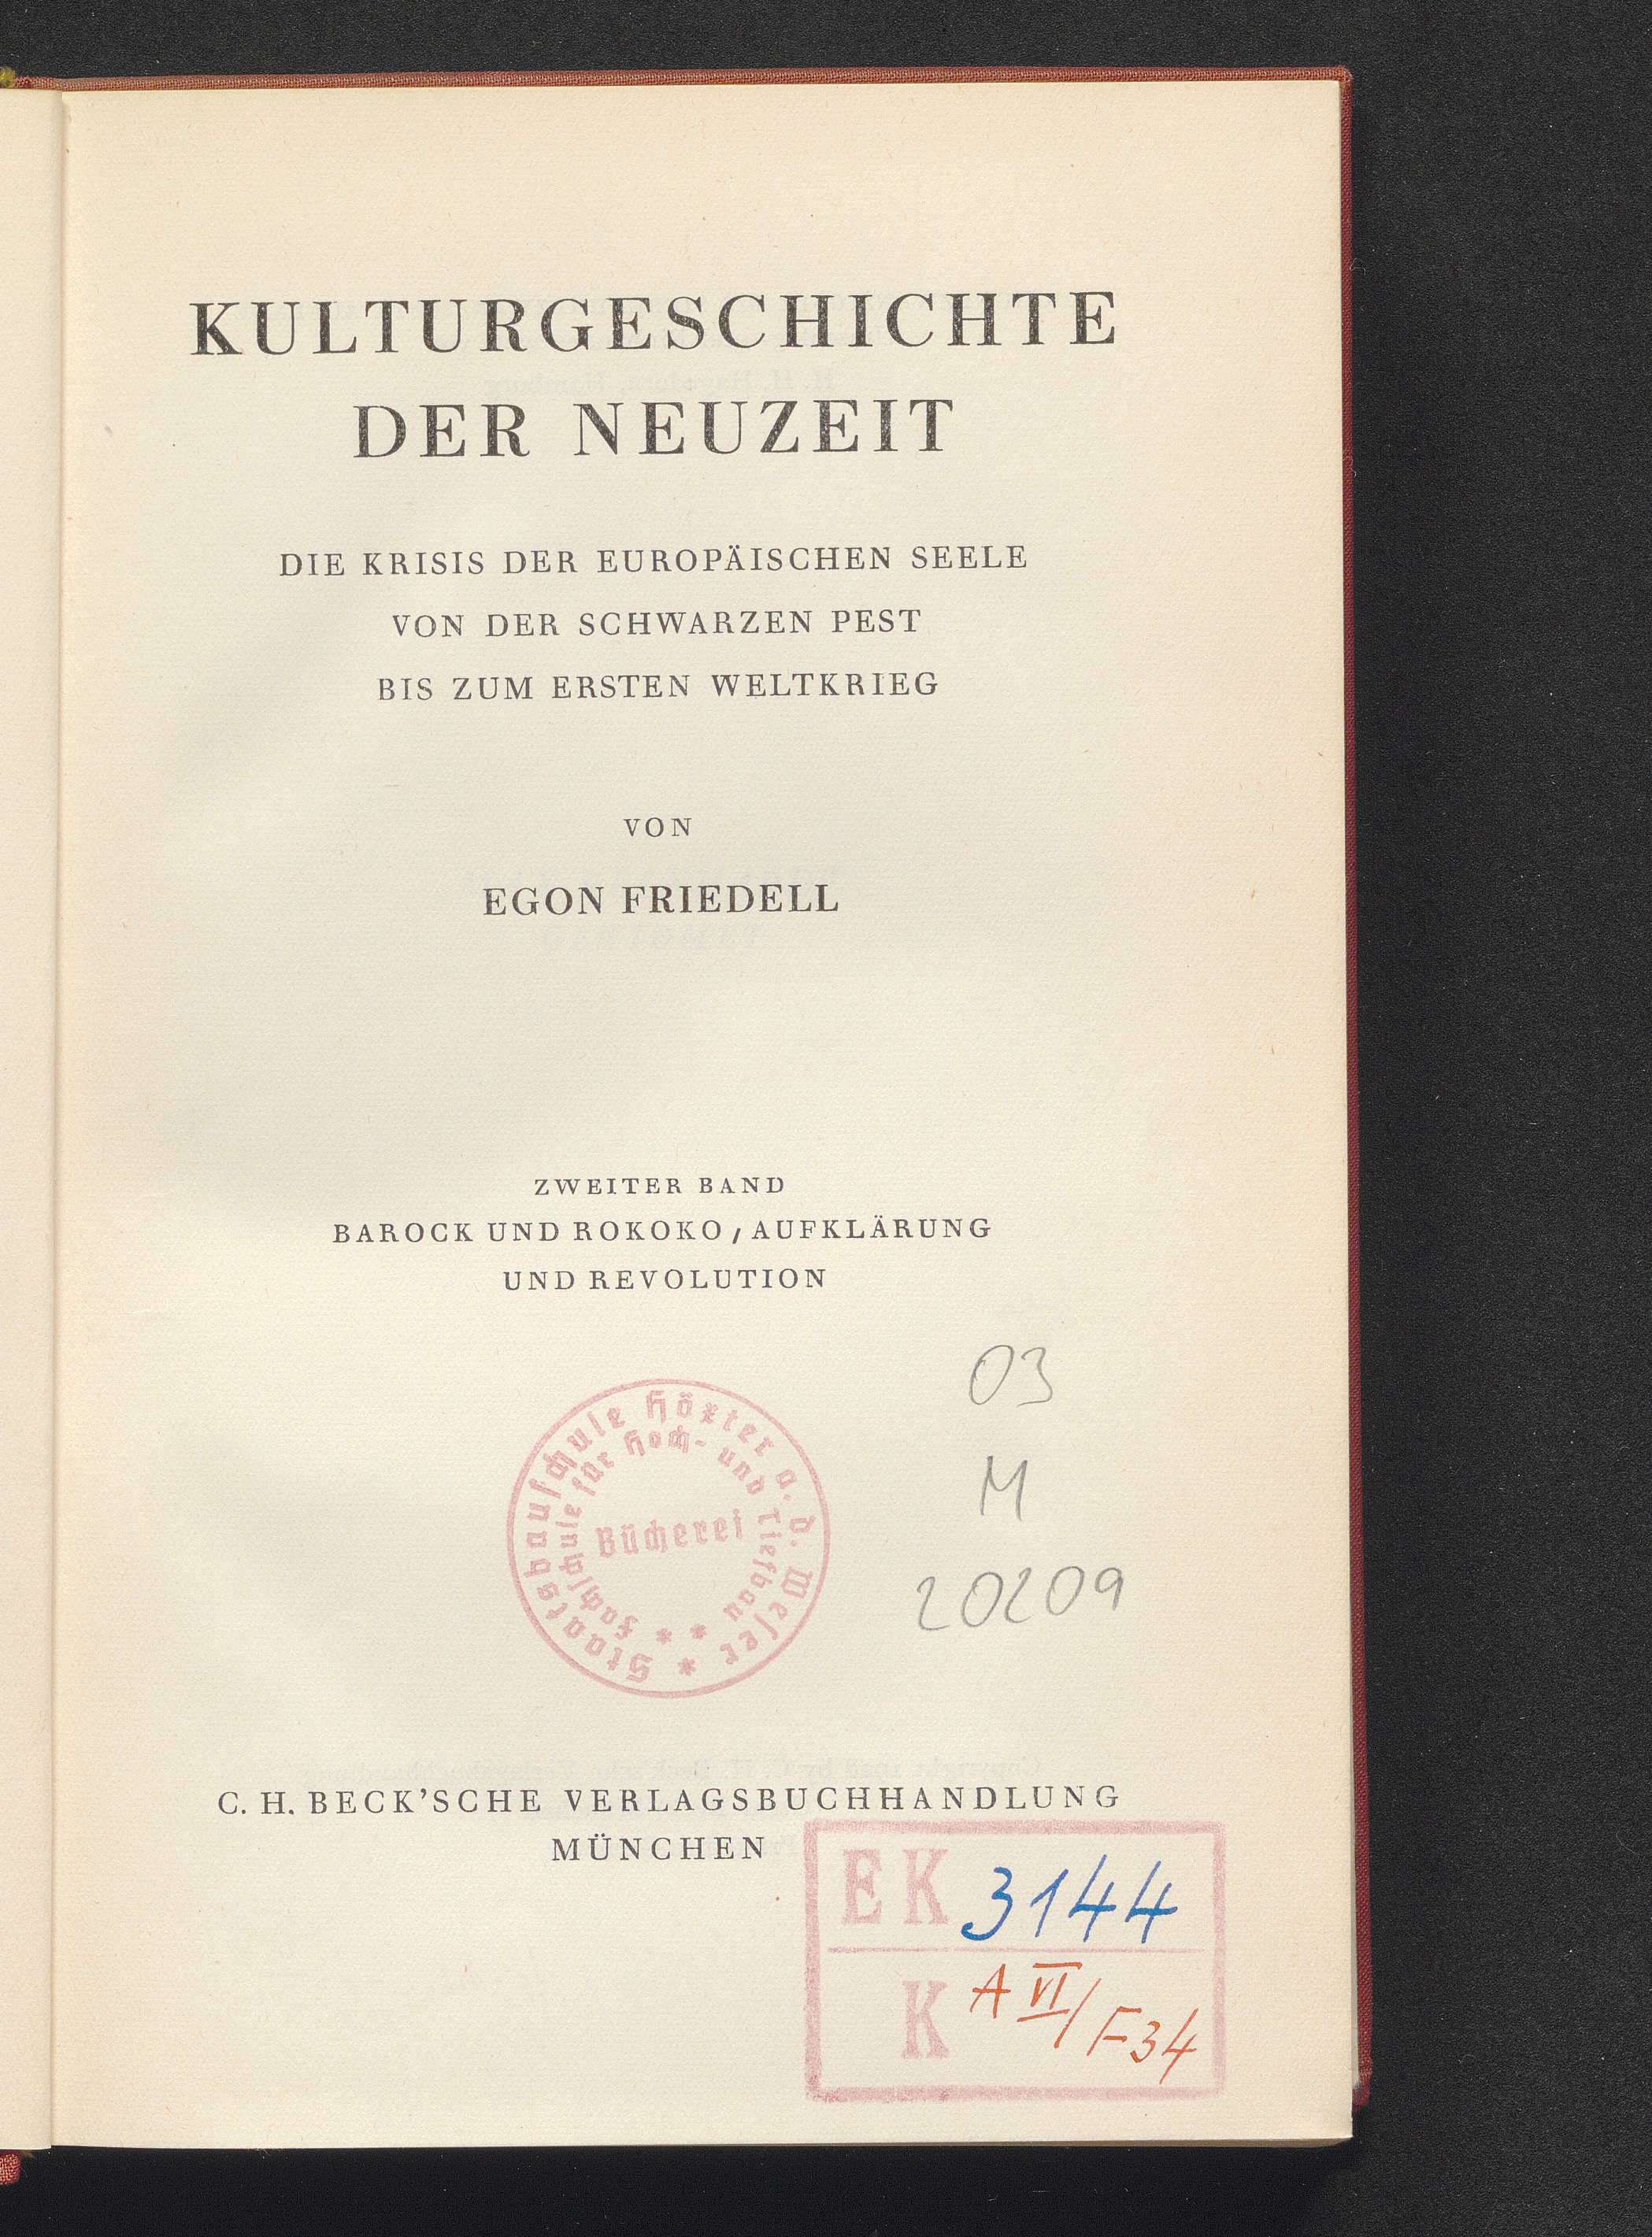 KULTURGESCHICHTE
DER NEUZEIT
DIE KRISIS DER EUROPÄISCHEN SEELE
VON DER SCHWARZEN PEST
BIS ZUM ERSTEN WELTKRIEG
VON
EGON FRIEDELL
ZWEITER BAND
BAROCK UND ROKOKO / AUFKLÄRUNG
UND REVOLUTION
03
M
20209
Staatsbauschule Höxter a. d. Weser *
Fachschule für Hoch- und Tiefbau * *
Bücherei
C. H. BECK'SCHE VERLAGSBUCHHANDLUNG
MÜNCHEN
EK 3144
K A VI/F34